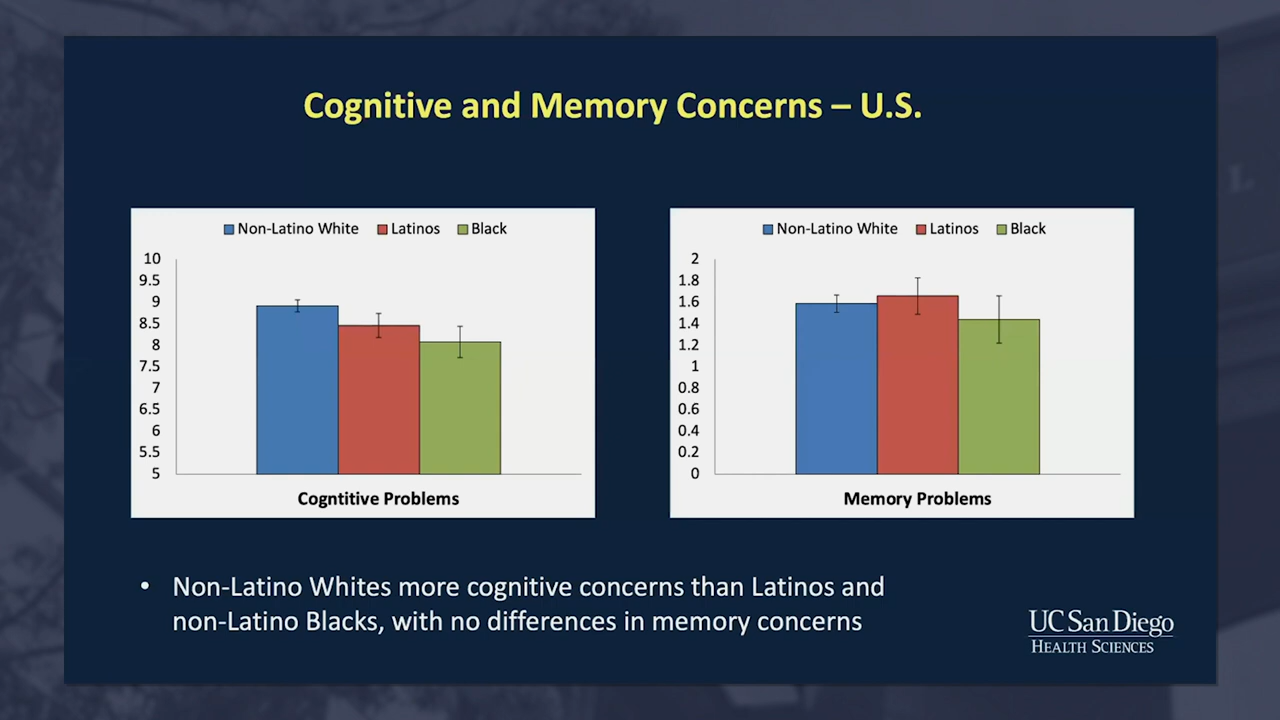 Cognitive and Memory Concerns – U.S.
Non-Latino White Latinos Black
10
9.5
9
8.5
8
7.5
7
6.5
6
5.5
5
Cogntitive Problems
Non-Latino White Latinos Black
2
1.8
1.6
1.4
1.2
1
0.8
0.6
0.4
0.2
0
Memory Problems
• Non-Latino Whites more cognitive concerns than Latinos and
non-Latino Blacks, with no differences in memory concerns
UC San Diego
HEALTH SCIENCES
L